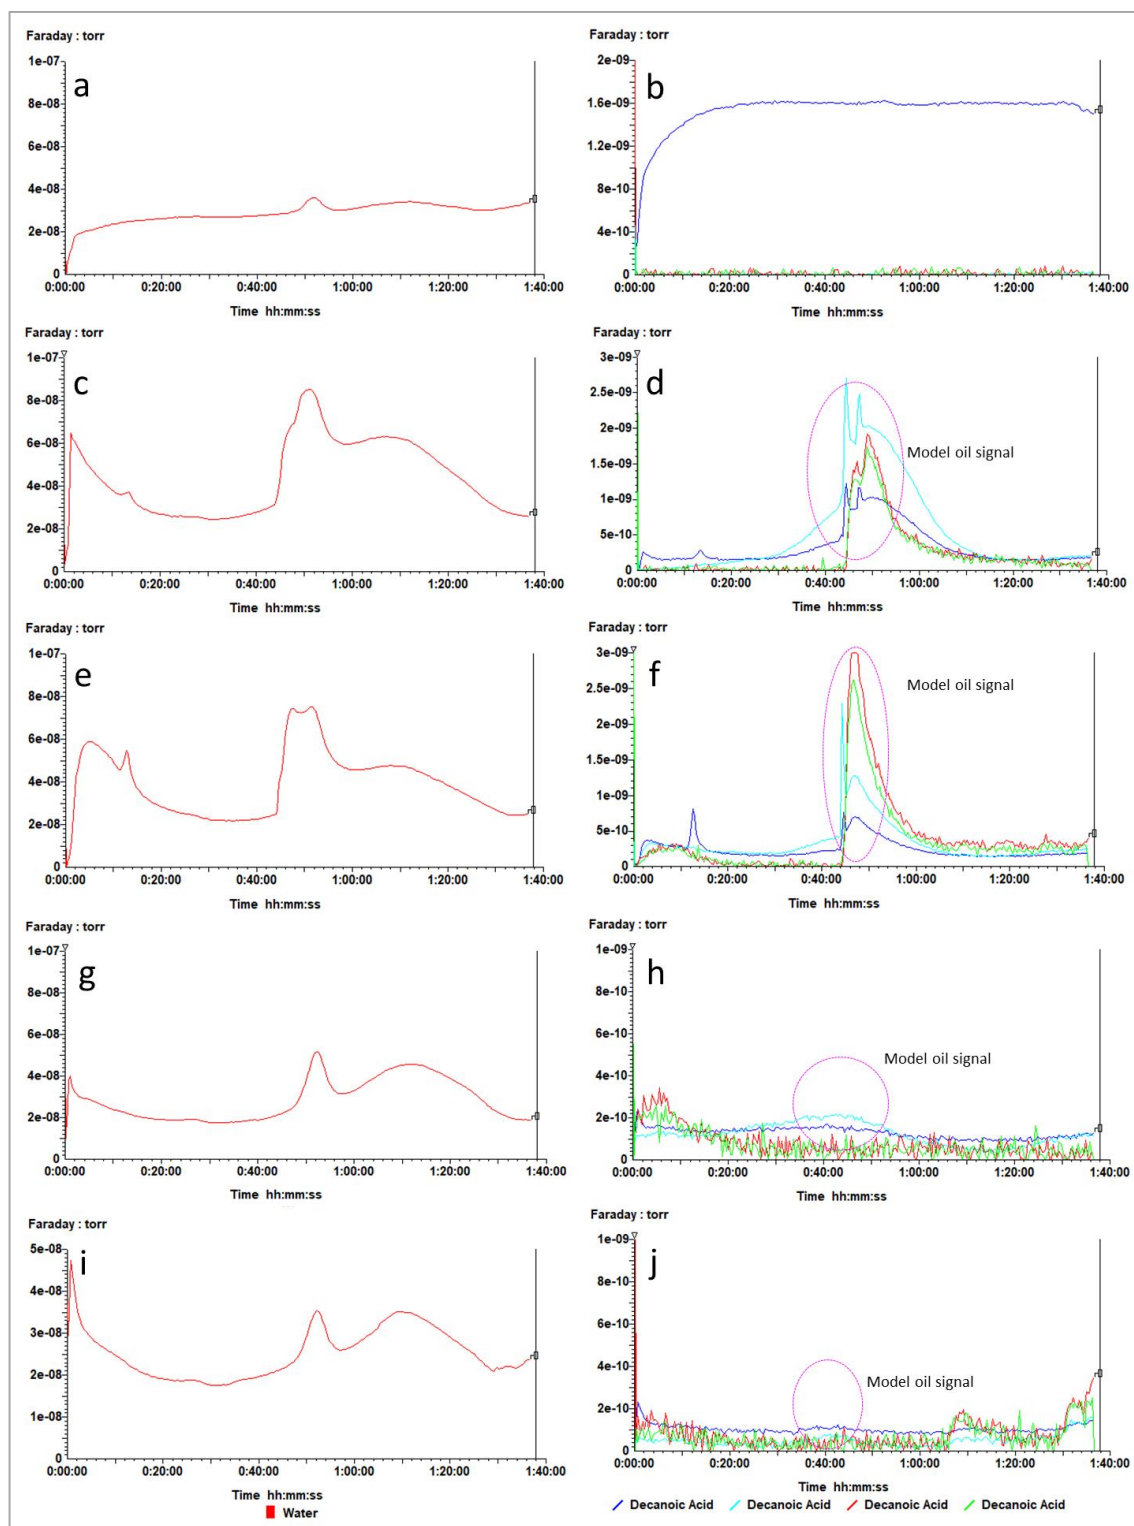 Faraday : torr
a
1e-07
8e-08
6e-08
4e-08
2e-08
0
0:00:00 0:20:00 0:40:00 1:00:00 1:20:00 1:40:00
Time hh:mm:ss
Faraday : torr
b
2e-09
1.6e-09
1.2e-09
8e-10
4e-10
0
0:00:00 0:20:00 0:40:00 1:00:00 1:20:00 1:40:00
Time hh:mm:ss
Faraday : torr
c
1e-07
8e-08
6e-08
4e-08
2e-08
0
0:00:00 0:20:00 0:40:00 1:00:00 1:20:00 1:40:00
Time hh:mm:ss
Faraday : torr
d
3e-09
2.5e-09
2e-09
Model oil signal
1.5e-09
1e-09
5e-10
0
0:00:00 0:20:00 0:40:00 1:00:00 1:20:00 1:40:00
Time hh:mm:ss
Faraday : torr
e
1e-07
8e-08
6e-08
4e-08
2e-08
0
0:00:00 0:20:00 0:40:00 1:00:00 1:20:00 1:40:00
Time hh:mm:ss
Faraday : torr
f
3e-09
Model oil signal
2.5e-09
2e-09
1.5e-09
1e-09
5e-10
0
0:00:00 0:20:00 0:40:00 1:00:00 1:20:00 1:40:00
Time hh:mm:ss
Faraday : torr
g
1e-07
8e-08
6e-08
4e-08
2e-08
0
0:00:00 0:20:00 0:40:00 1:00:00 1:20:00 1:40:00
Time hh:mm:ss
Faraday : torr
h
1e-09
8e-10
6e-10
Model oil signal
4e-10
2e-10
0
0:00:00 0:20:00 0:40:00 1:00:00 1:20:00 1:40:00
Time hh:mm:ss
Faraday : torr
i
5e-08
4e-08
3e-08
2e-08
1e-08
0
0:00:00 0:20:00 0:40:00 1:00:00 1:20:00 1:40:00
Time hh:mm:ss
Water
Faraday : torr
j
1e-09
8e-10
6e-10
4e-10
Model oil signal
2e-10
0
0:00:00 0:20:00 0:40:00 1:00:00 1:20:00 1:40:00
Time hh:mm:ss
Decanoic Acid Decanoic Acid Decanoic Acid Decanoic Acid